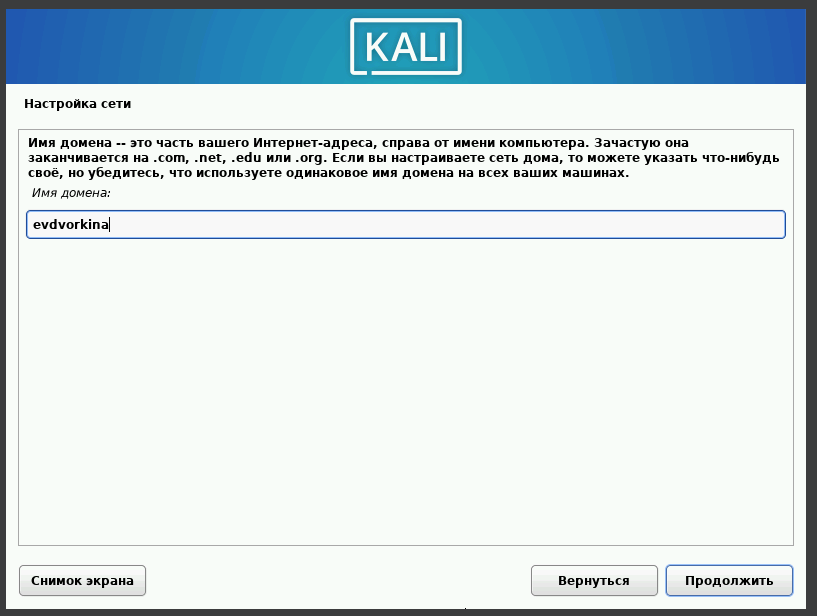 KALI
Настройка сети
Имя домена -- это часть вашего Интернет-адреса, справа от имени компьютера. Зачастую она
заканчивается на .com, .net, .edu или .org. Если вы настраиваете сеть дома, то можете указать что-нибудь
своё, но убедитесь, что используете одинаковое имя домена на всех ваших машинах.
Имя домена:
evdvorkina
Снимок экрана
Вернуться
Продолжить